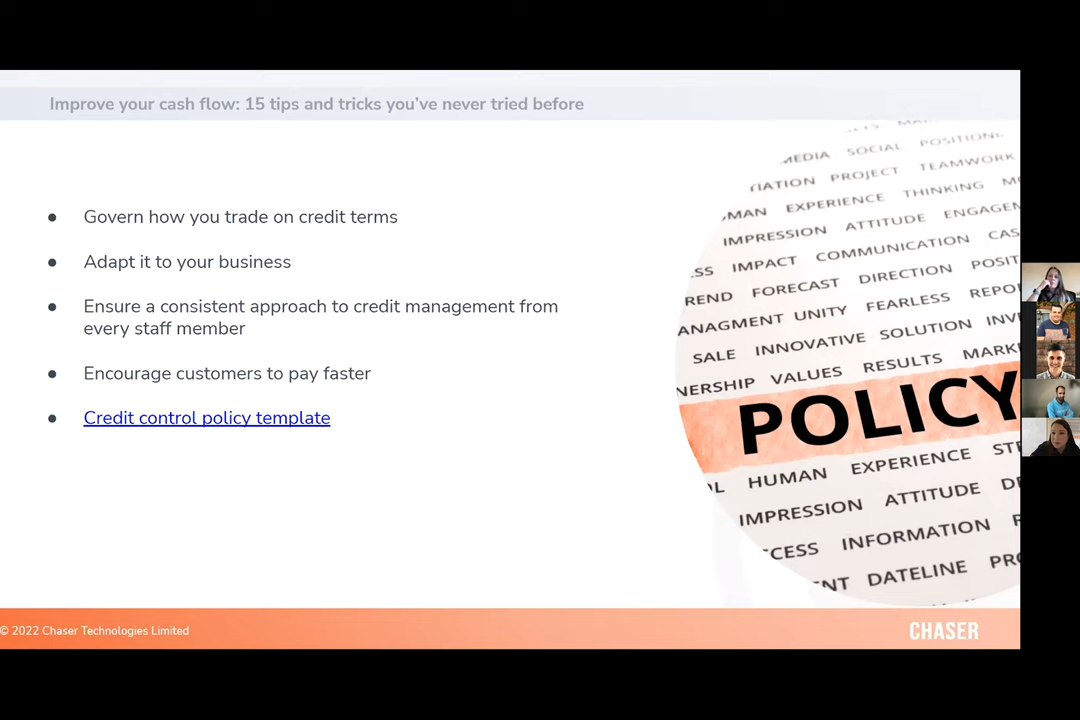 Improve your cash flow: 15 tips and tricks you've never tried before
● Govern how you trade on credit terms
● Adapt it to your business
● Ensure a consistent approach to credit management from
every staff member
● Encourage customers to pay faster
● Credit control policy template
MEDIA SOCIAL
PROJECT TEAMWORK
EXPERIENCE THINKING
IMPRESSION ATTITUDE
IMPACT COMMUNICATION
FORECAST DIRECTION
UNITY FEARLESS
SALE INNOVATIVE SOLUTION
VALUES RESULTS
POLICY
HUMAN EXPERIENCE
IMPRESSION ATTITUDE
INFORMATION
DATELINE
© 2022 Chaser Technologies Limited
CHASER